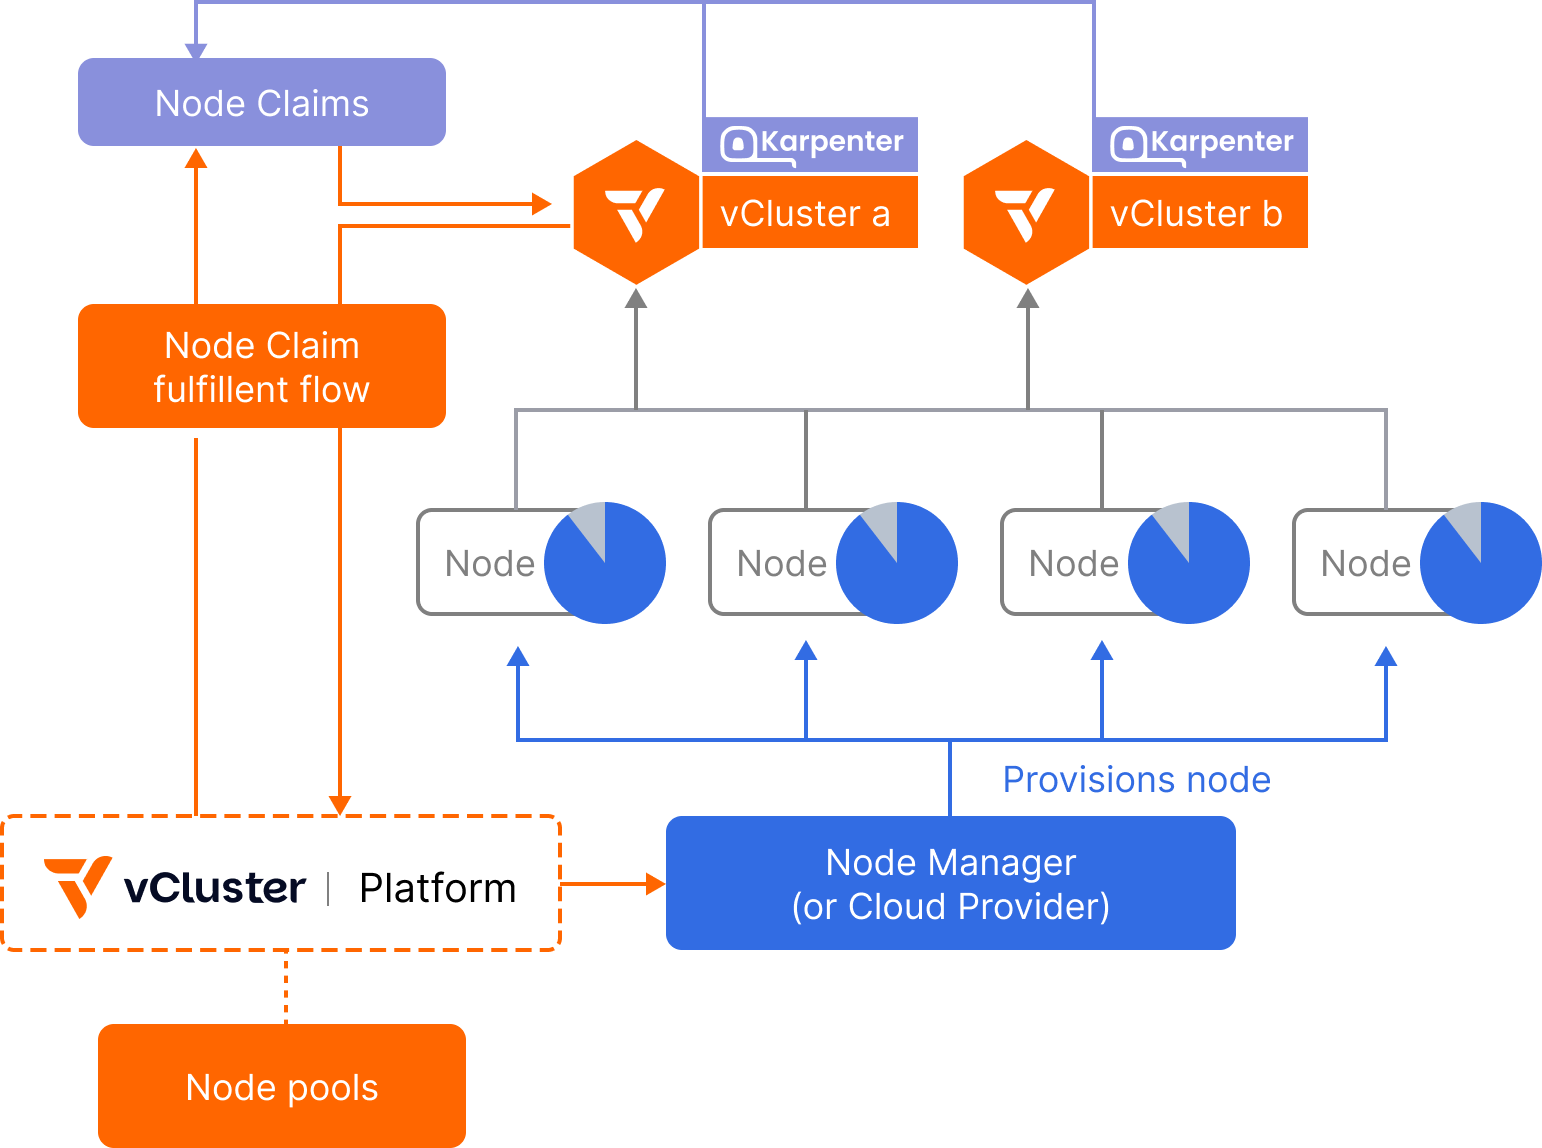 Node Claims
Karpenter
Karpenter
vCluster a
vCluster b
Node Claim
fulfillent flow
Node
Node
Node
Node
Provisions node
vCluster | Platform
Node Manager
(or Cloud Provider)
Node pools